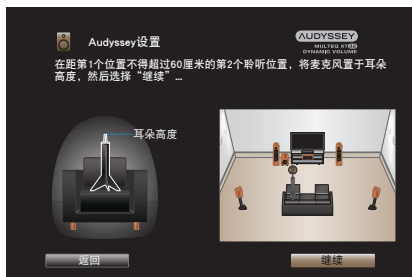 Audyssey设置
AUDYSSEY
MULTEQ XT32
DYNAMIC VOLUME
在距第1个位置不得超过60厘米的第2个聆听位置，将麦克风置于耳朵
高度，然后选择“继续”...
耳朵高度
返回
继续